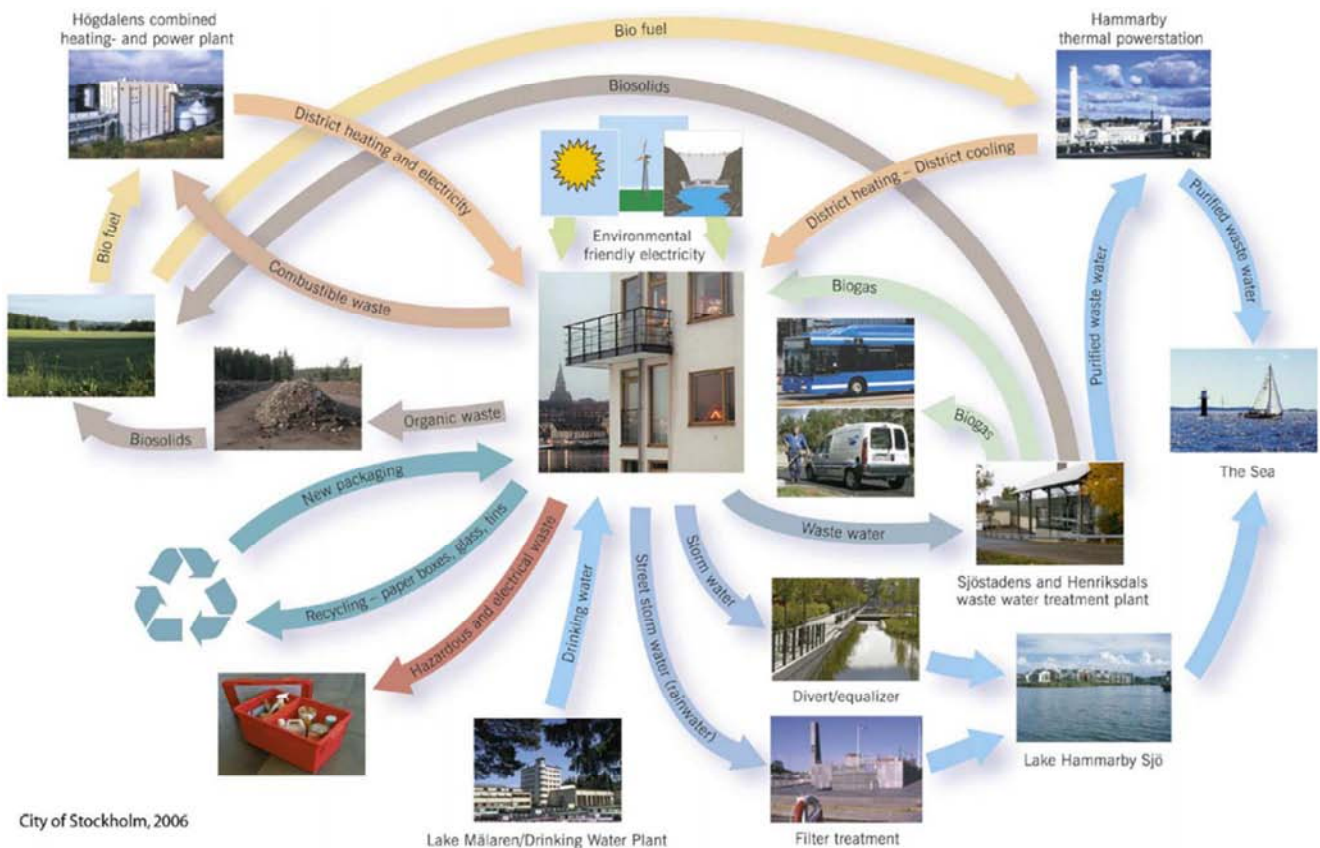 Högdalens combined
heating- and power plant
Bio fuel
Hammarby
thermal powerstation
Biosolids
District heating and electricity
District heating – District cooling
Bio fuel
Combustible waste
Environmental
friendly electricity
Purified waste water
Purified waste water
Biogas
Organic waste
Biosolids
Biogas
The Sea
New packaging
Recycling – paper boxes, glass, tins
Hazardous and electrical waste
Drinking water
Street storm water (rainwater)
Storm water
Waste water
Sjöstadens and Henriksdals
waste water treatment plant
Divert/equalizer
Lake Hammarby Sjö
City of Stockholm, 2006
Lake Mälaren/Drinking Water Plant
Filter treatment